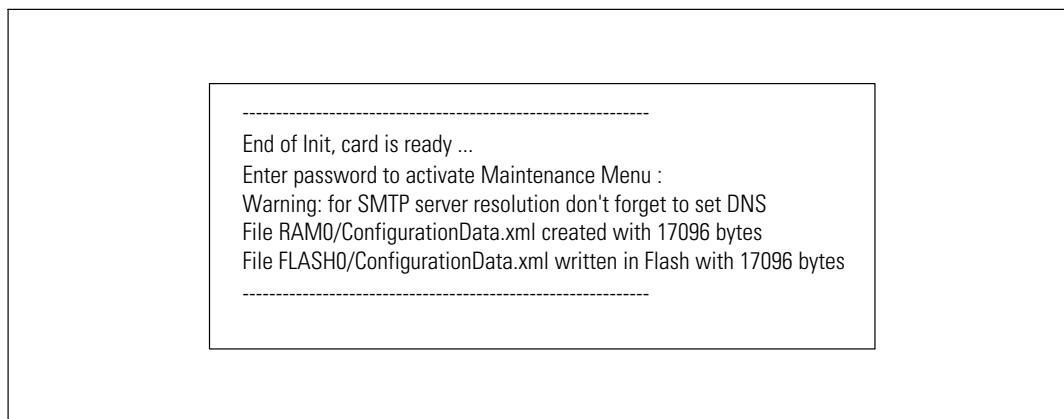 -------------------------------------------------------------
End of Init, card is ready ...
Enter password to activate Maintenance Menu :
Warning: for SMTP server resolution don't forget to set DNS
File RAM0/ConfigurationData.xml created with 17096 bytes
File FLASH0/ConfigurationData.xml written in Flash with 17096 bytes
-------------------------------------------------------------